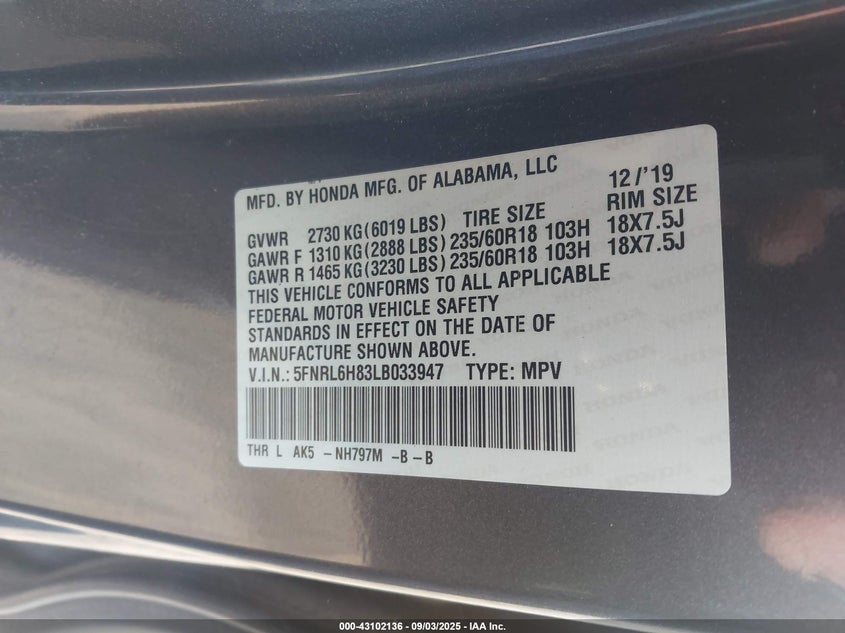 MFD. BY HONDA MFG. OF ALABAMA, LLC 12/'19
GVWR 2730 KG (6019 LBS) TIRE SIZE RIM SIZE
GAWR F 1310 KG (2888 LBS) 235/60R18 103H 18X7.5J
GAWR R 1465 KG (3230 LBS) 235/60R18 103H 18X7.5J
THIS VEHICLE CONFORMS TO ALL APPLICABLE
FEDERAL MOTOR VEHICLE SAFETY
STANDARDS IN EFFECT ON THE DATE OF
MANUFACTURE SHOWN ABOVE.
V.I.N.: 5FNRL6H83LB033947 TYPE: MPV
THR L AK5 – NH797M –B – B
000-43102136 - 09/03/2025 - IAA Inc.